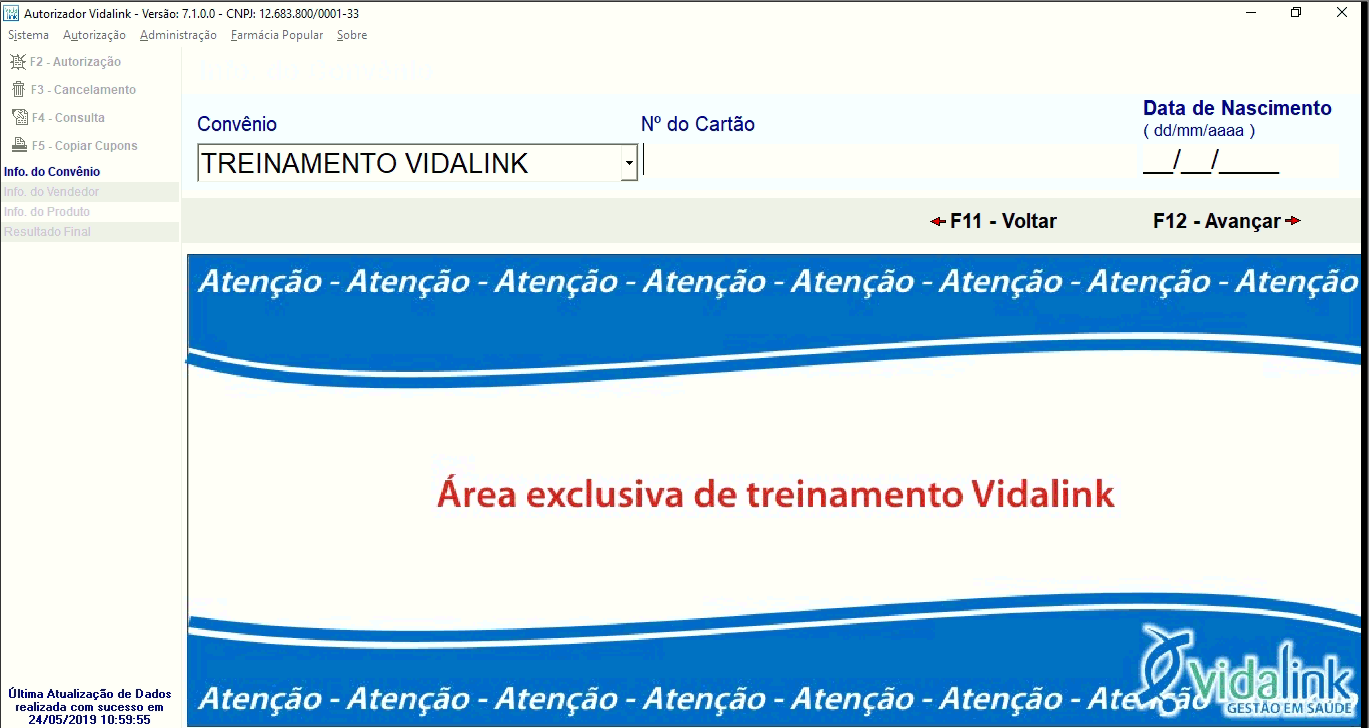 Autorizador Vidalink - Versão: 7.1.0.0 - CNPJ: 12.683.800/0001-33
Sistema Autorização Administração Farmácia Popular Sobre
F2 - Autorização
F3 - Cancelamento
F4 - Consulta
F5 - Copiar Cupons
Info. do Convênio
Info. do Vendedor
Info. do Produto
Resultado Final
Convênio
Nº do Cartão
Data de Nascimento
( dd/mm/aaaa )
TREINAMENTO VIDALINK
__/__/____
F11 - Voltar
F12 - Avançar
Atenção - Atenção - Atenção - Atenção - Atenção - Atenção - Atenção - Atenção
Área exclusiva de treinamento Vidalink
Atenção - Atenção - Atenção - Atenção - Atenção - Atenção - Atenção
vidalink
GESTÃO EM SAÚDE
Última Atualização de Dados
realizada com sucesso em
24/05/2019 10:59:55